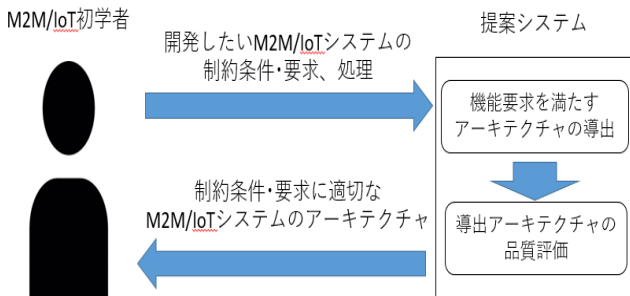 M2M/IoT初学者
開発したいM2M/IoTシステムの
制約条件・要求、処理
提案システム
機能要求を満たす
アーキテクチャの導出
制約条件・要求に適切な
M2M/IoTシステムのアーキテクチャ
導出アーキテクチャの
品質評価